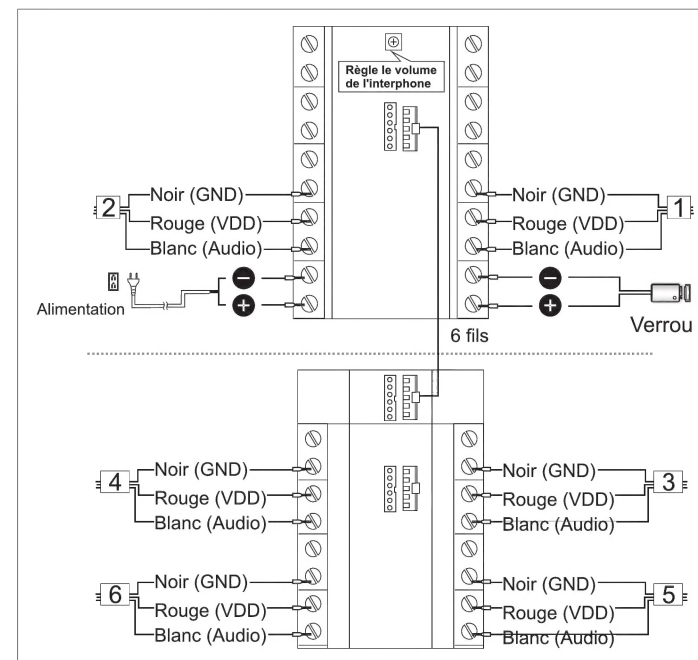 Règle le volume
de l'interphone
2
Noir (GND)
Rouge (VDD)
Blanc (Audio)
Noir (GND)
Rouge (VDD)
Blanc (Audio)
1
Alimentation
Verrou
6 fils
4
Noir (GND)
Rouge (VDD)
Blanc (Audio)
Noir (GND)
Rouge (VDD)
Blanc (Audio)
3
6
Noir (GND)
Rouge (VDD)
Blanc (Audio)
Noir (GND)
Rouge (VDD)
Blanc (Audio)
5